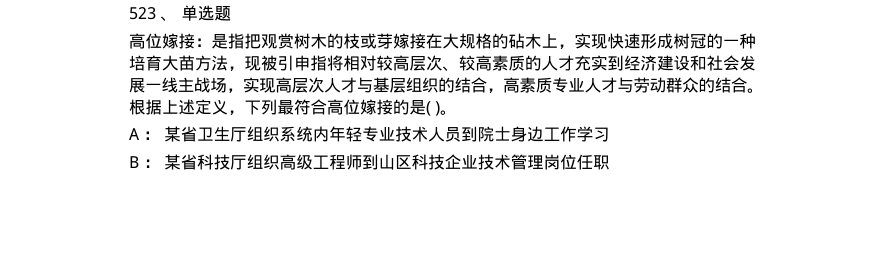 523 、 单选题
高位嫁接：是指把观赏树木的枝或芽嫁接在大规格的砧木上，实现快速形成树冠的一种
培育大苗方法，现被引申指将相对较高层次、较高素质的人才充实到经济建设和社会发
展一线主战场，实现高层次人才与基层组织的结合，高素质专业人才与劳动群众的结合。
根据上述定义，下列最符合高位嫁接的是( )。
A ： 某省卫生厅组织系统内年轻专业技术人员到院士身边工作学习
B ： 某省科技厅组织高级工程师到山区科技企业技术管理岗位任职